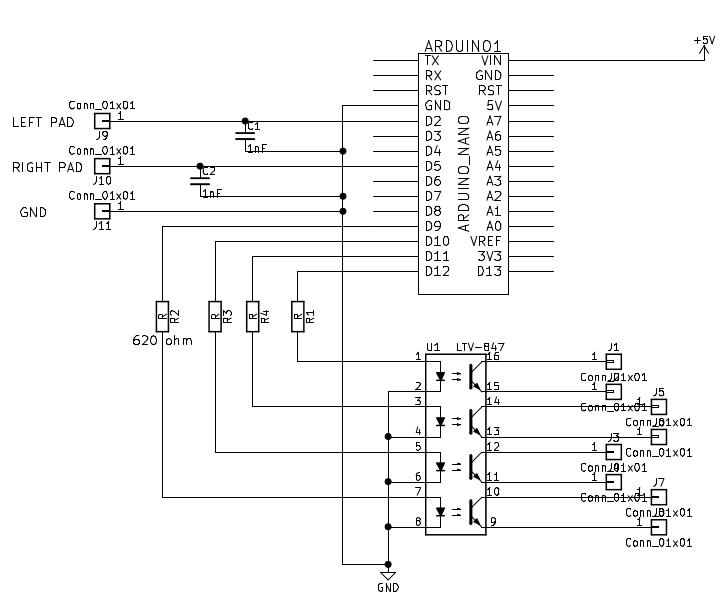 ARDUINO1
+5V
TX VIN
RX GND
RST RST
GND 5V
D2 A7
D3 A6
D4 A5
D5 A4
D6 A3
D7 A2
D8 A1
D9 A0
D10 VREF
D11 3V3
D12 D13
ARDUINO_NANO
Conn_01x01
LEFT PAD 1
J9
C1
1nF
Conn_01x01
RIGHT PAD 1
J10
C2
1nF
Conn_01x01
GND 1
J11
R R2
R R3
R R4
R R1
620 ohm
U1 LTV-847
1 16
2 15
3 14
4 13
5 12
6 11
7 10
8 9
J1
1
Conn_01x01
1
Conn_01x01
J5
1
1
Conn_01x01
J3
1
Conn_01x01
1
Conn_01x01
J7
1
Conn_01x01
1
Conn_01x01
GND